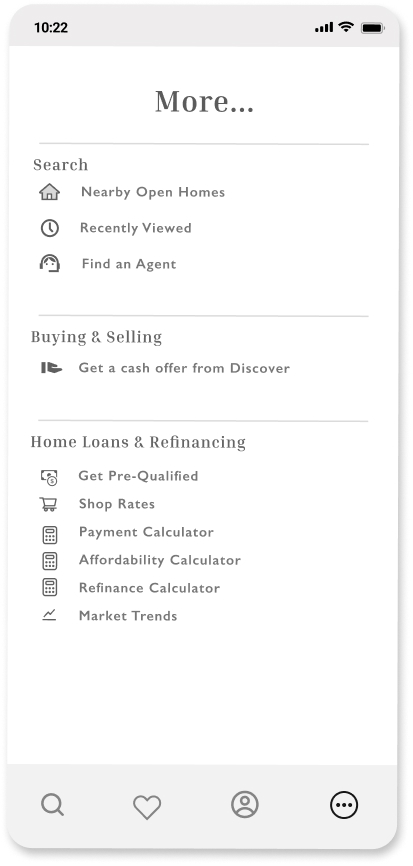 10:22
More...
Search
Nearby Open Homes
Recently Viewed
Find an Agent
Buying & Selling
Get a cash offer from Discover
Home Loans & Refinancing
Get Pre-Qualified
Shop Rates
Payment Calculator
Affordability Calculator
Refinance Calculator
Market Trends